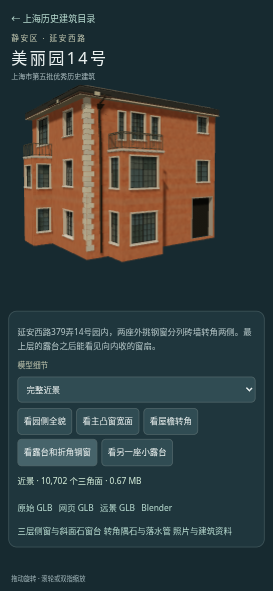 ← 上海历史建筑目录
静安区 · 延安西路
美丽园14号
上海市第五批优秀历史建筑
延安西路379弄14号园内，两座外挑钢窗分列砖墙转角两侧。最
上层的露台之后能看见向内收的窗扇。
模型细节
完整近景
看园侧全貌
看主凸窗宽面
看屋檐转角
看露台和折角钢窗
看另一座小露台
近景 · 10,702 个三角面 · 0.67 MB
原始 GLB 网页 GLB 远景 GLB Blender
三层侧窗与斜面石窗台 转角隅石与落水管 照片与建筑资料
拖动旋转 · 滚轮或双指缩放